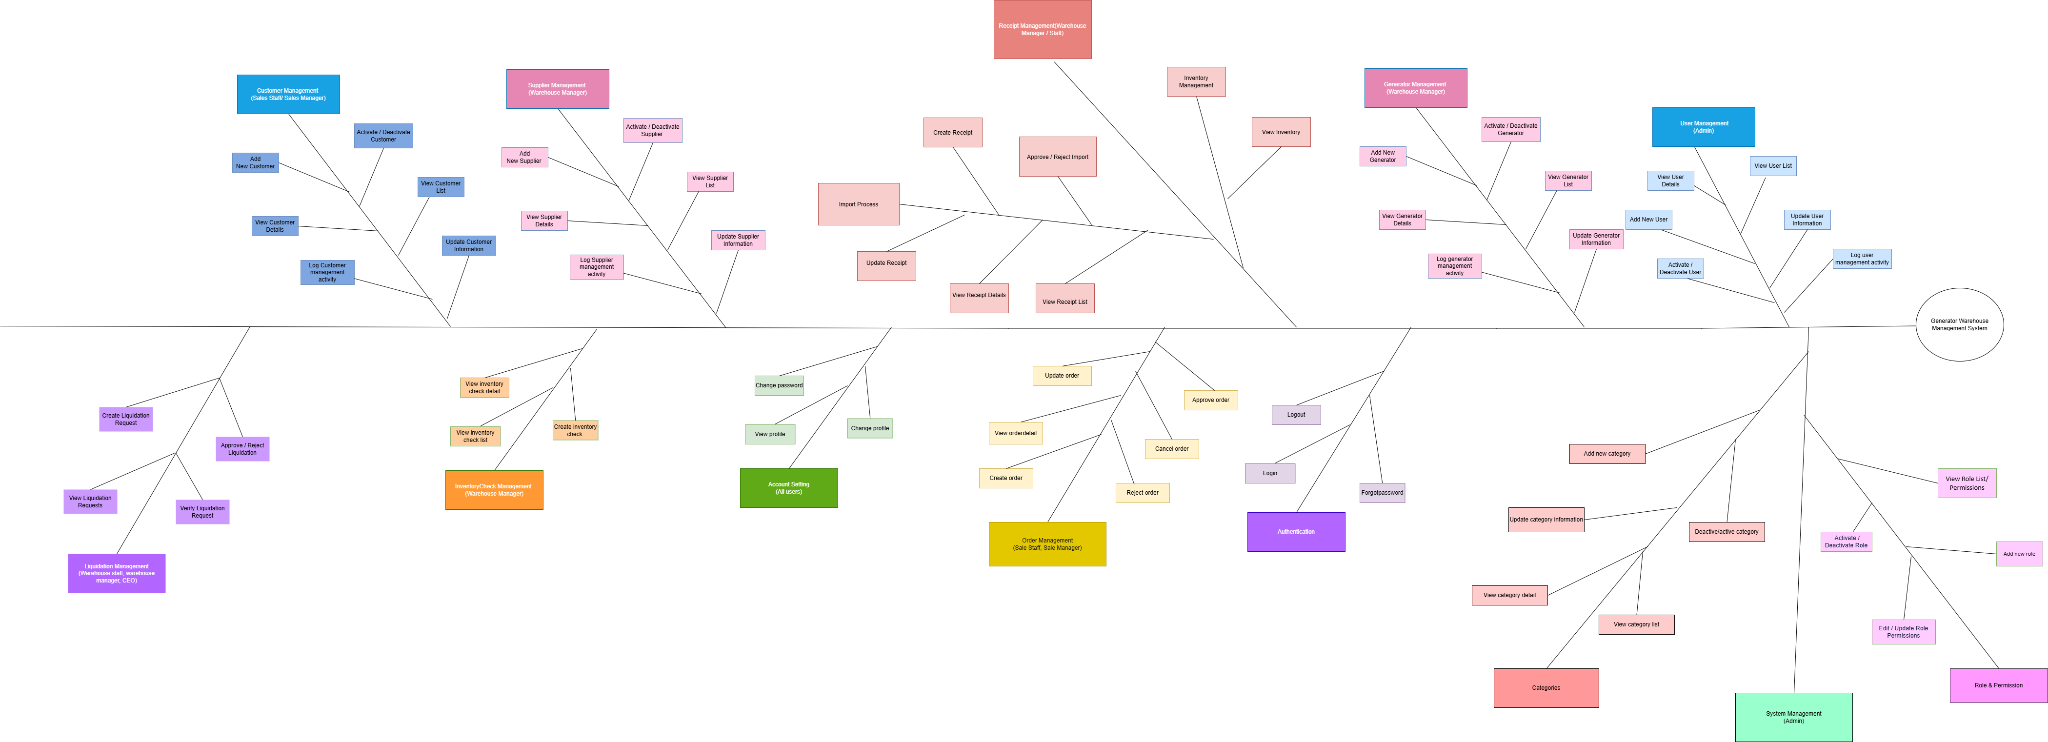 Receipt Management(Warehouse
Manager / Staff)
Customer Management
(Sales Staff/ Sales Manager)
Activate / Deactivate
Customer
Add
New Customer
View Customer
List
View Customer
Details
Update Customer
Information
Log Customer
management
activity
Supplier Management
(Warehouse Manager)
Activate / Deactivate
Supplier
Add
New Supplier
View Supplier
List
View Supplier
Details
Update Supplier
Information
Log Supplier
management
activity
Inventory
Management
View Inventory
Create Receipt
Approve / Reject Import
Import Process
Update Receipt
View Receipt Details
View Receipt List
Generator Management
(Warehouse Manager)
Activate / Deactivate
Generator
Add New
Generator
View Generator
List
View Generator
Details
Update Generator
Information
Log generator
management
activity
User Management
(Admin)
View User List
View User
Details
Add New User
Update User
Information
Activate /
Deactivate User
Log user
management activity
Generator Warehouse
Management System
Create Liquidation
Request
Approve / Reject
Liquidation
View Liquidation
Requests
Verify Liquidation
Request
Liquidation Management
(Warehouse staff, warehouse
manager, CEO)
View inventory
check detail
View inventory
check list
Create inventory
check
InventoryCheck Management
(Warehouse Manager)
Change password
View profile
Change profile
Account Setting
(All users)
Update order
Approve order
View orderdetail
Cancel order
Create order
Reject order
Order Management
(Sale Staff, Sale Manager)
Logout
Login
Forgotpassword
Authentication
Add new category
Update category information
Deactive/active category
View category detail
View category list
Categories
System Management
(Admin)
View Role List/
Permissions
Activate /
Deactivate Role
Add new role
Edit / Update Role
Permissions
Role & Permission